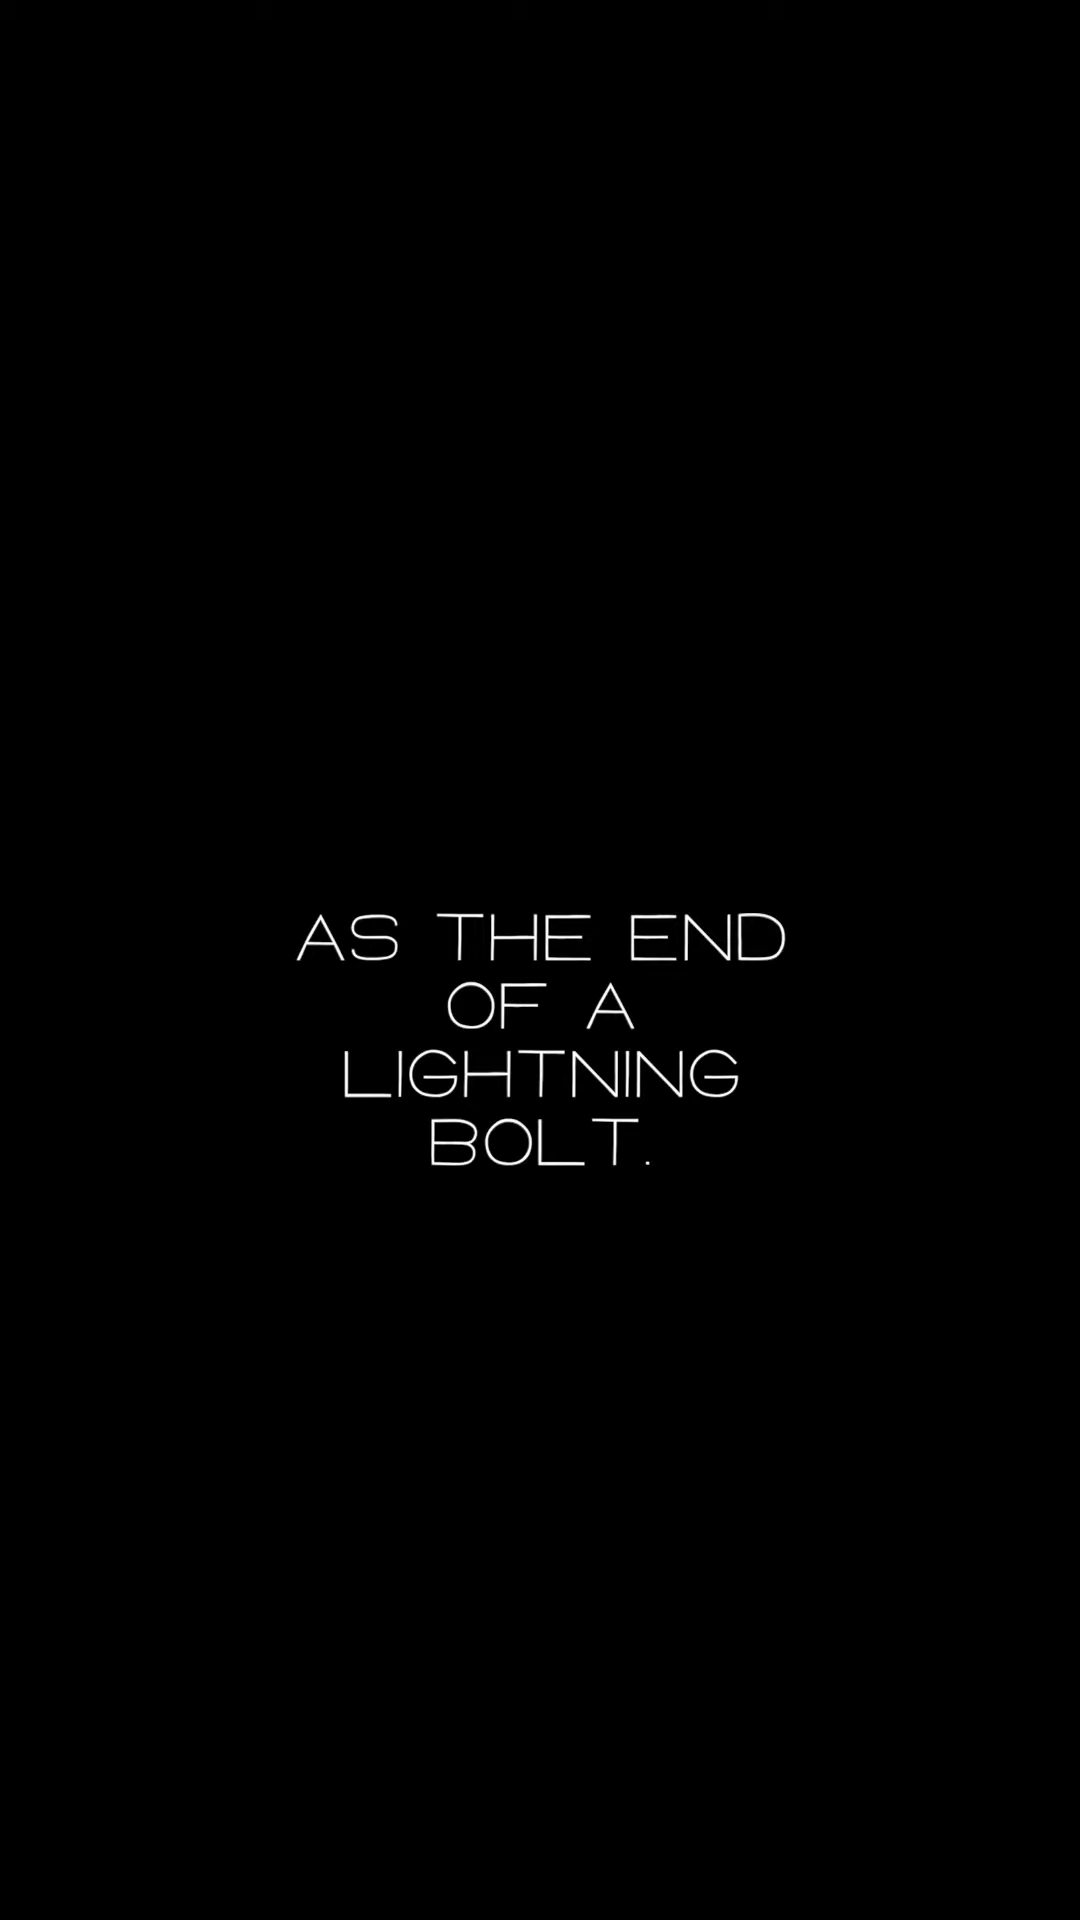 AS THE END
OF A
LIGHTNING
BOLT.